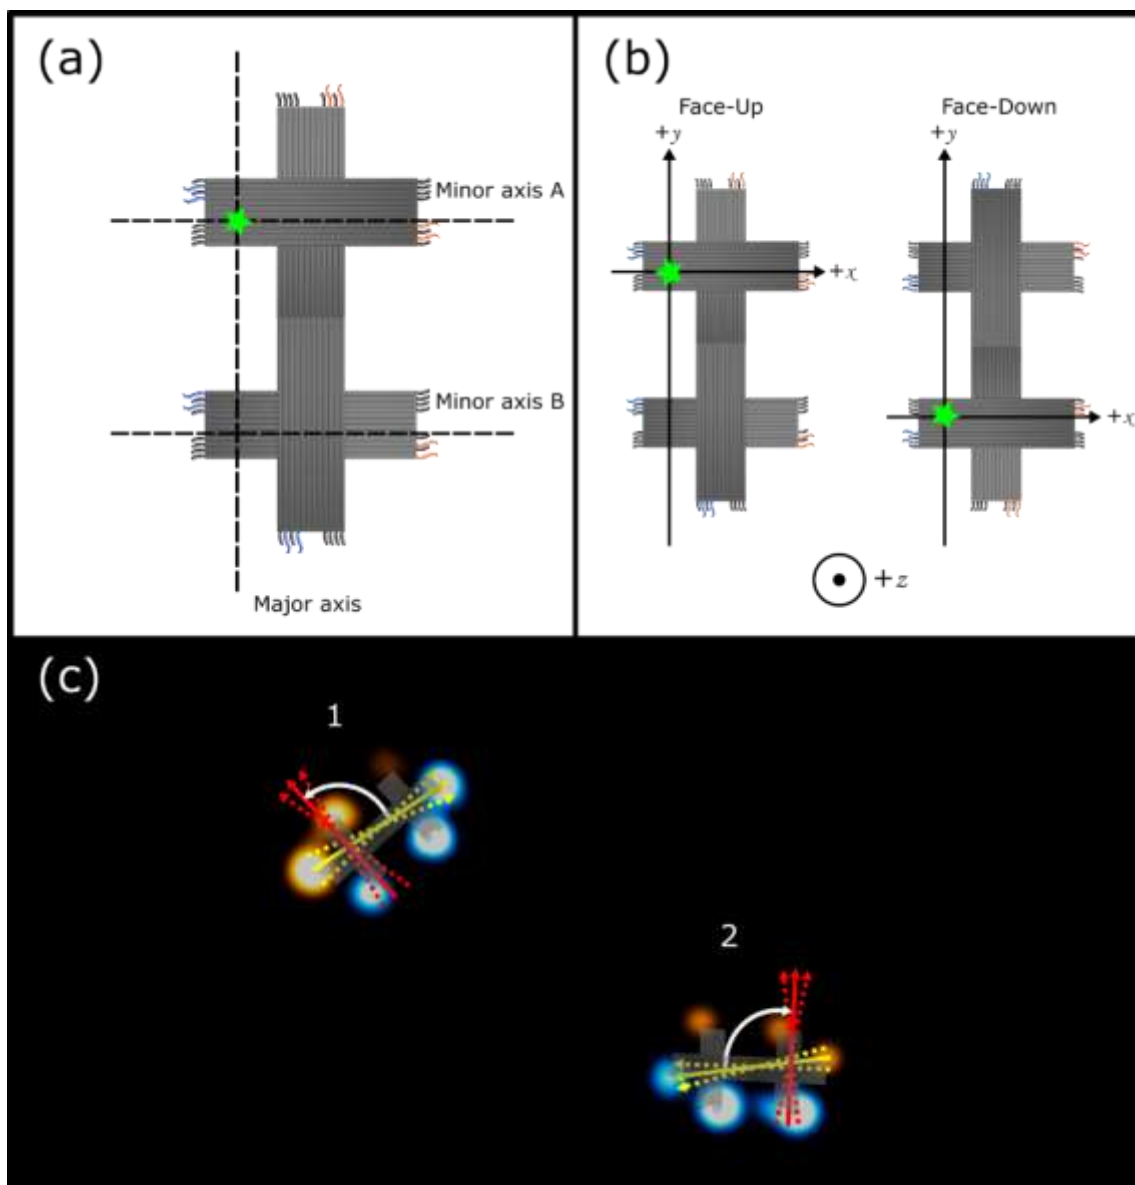 (a)
Minor axis A
Minor axis B
Major axis
(b)
Face-Up
Face-Down
+y
+y
+x
+x
+z
(c)
1
2